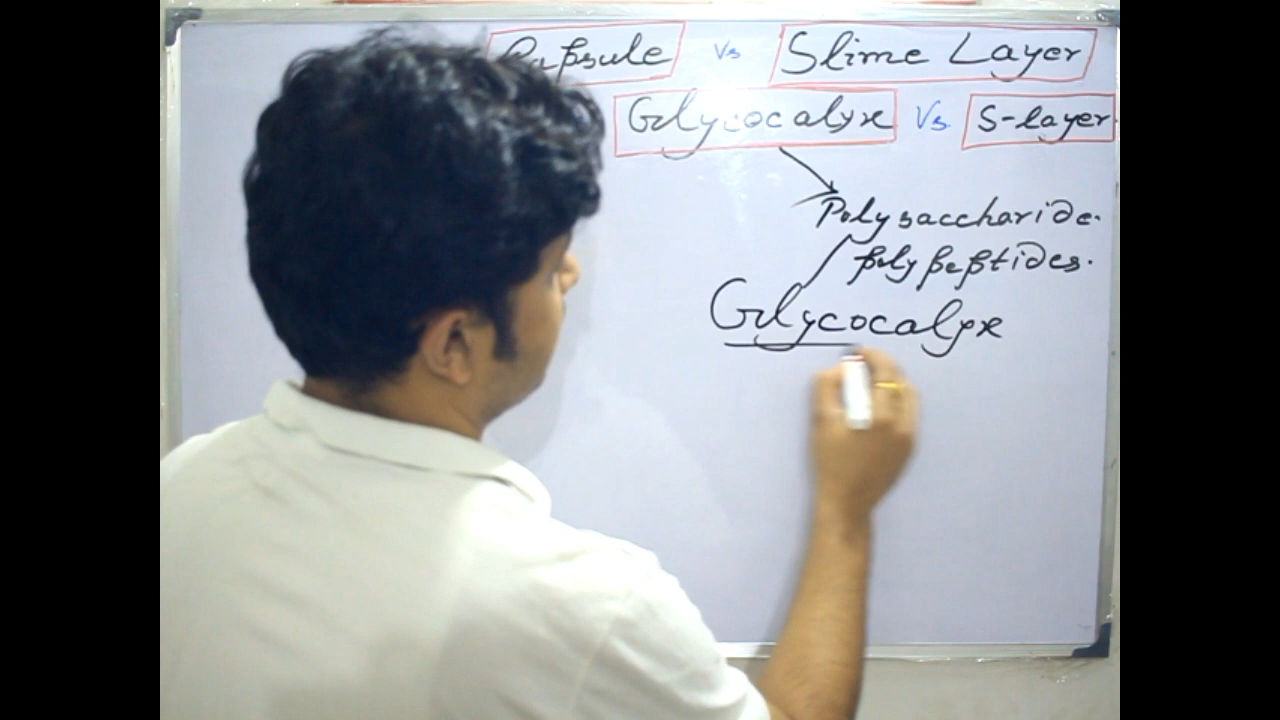 Capsule Vs Slime Layer
Glycocalyx Vs. S-layer
Polysaccharide.
polypeptides.
Glycocalyx